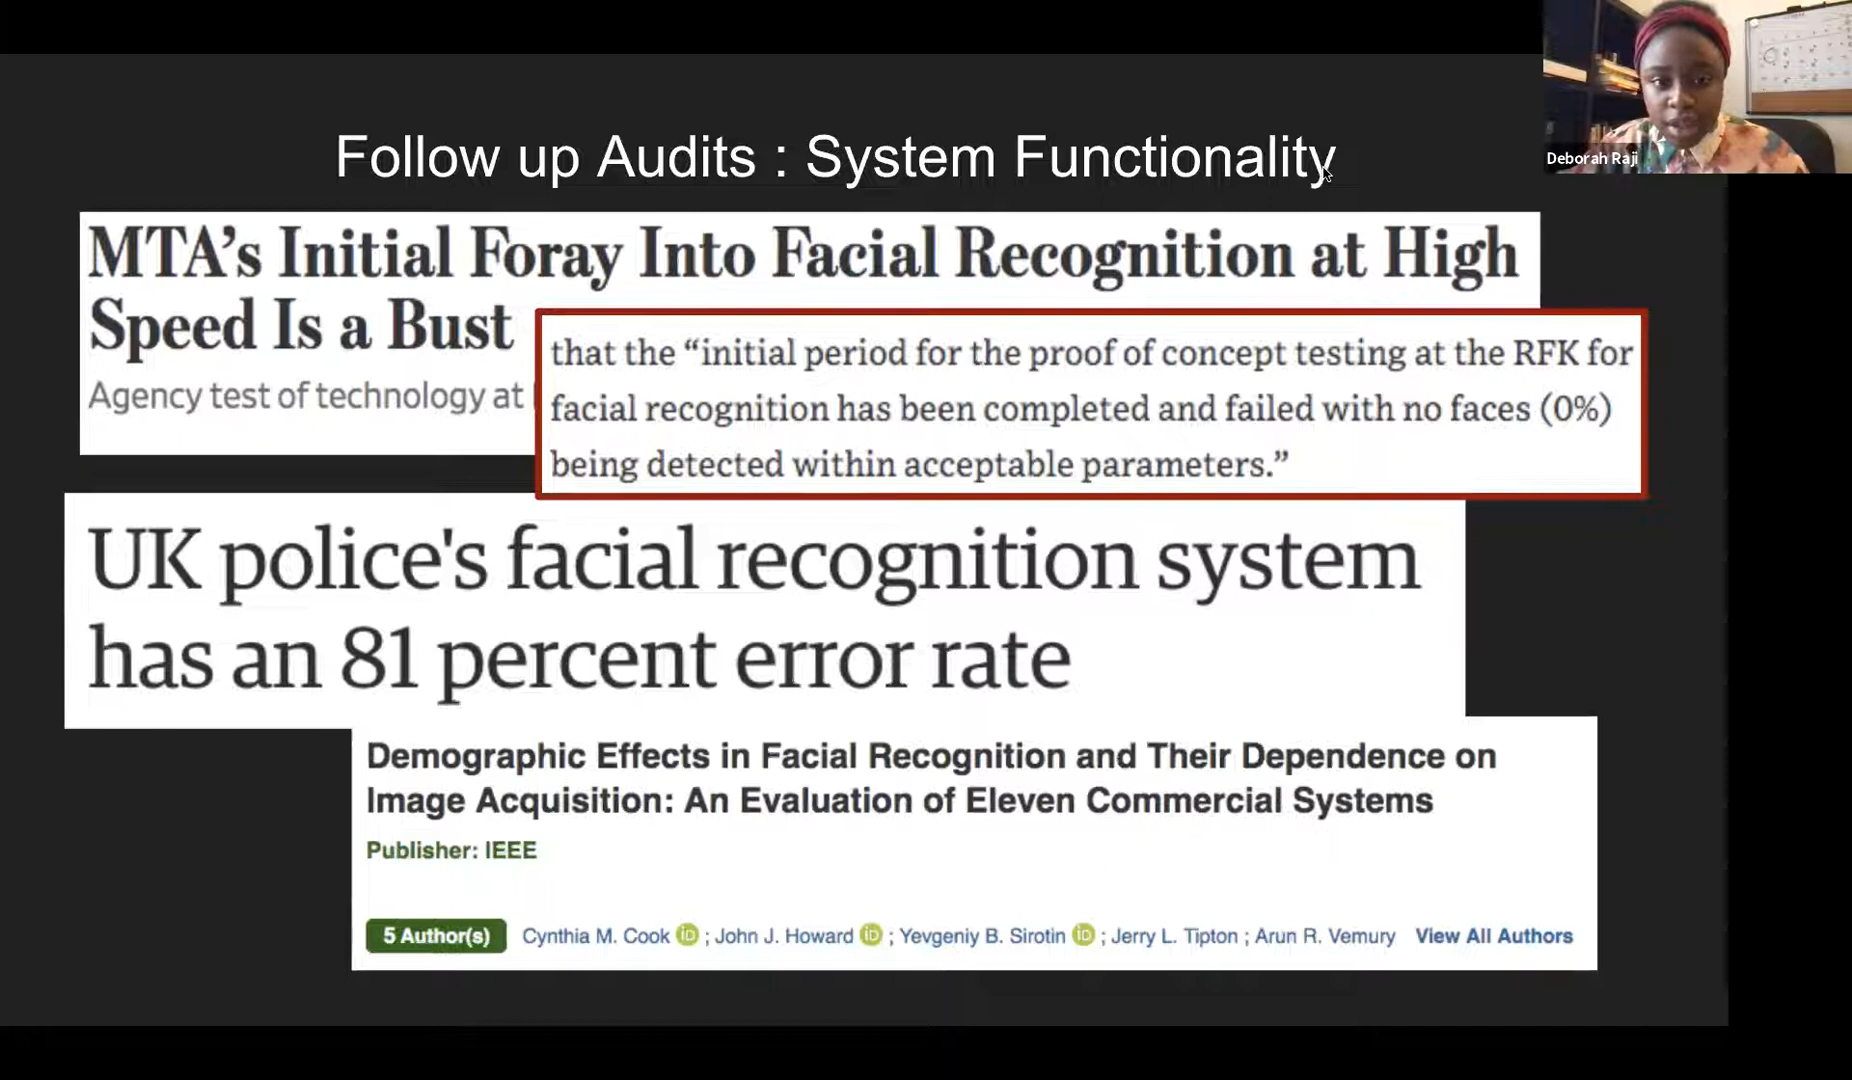 Deborah Raji
Follow up Audits : System Functionality
MTA’s Initial Foray Into Facial Recognition at High
Speed Is a Bust
Agency test of technology at
that the “initial period for the proof of concept testing at the RFK for
facial recognition has been completed and failed with no faces (0%)
being detected within acceptable parameters.”
UK police's facial recognition system
has an 81 percent error rate
Demographic Effects in Facial Recognition and Their Dependence on
Image Acquisition: An Evaluation of Eleven Commercial Systems
Publisher: IEEE
5 Author(s) Cynthia M. Cook iD ; John J. Howard iD ; Yevgeniy B. Sirotin iD ; Jerry L. Tipton ; Arun R. Vemury View All Authors